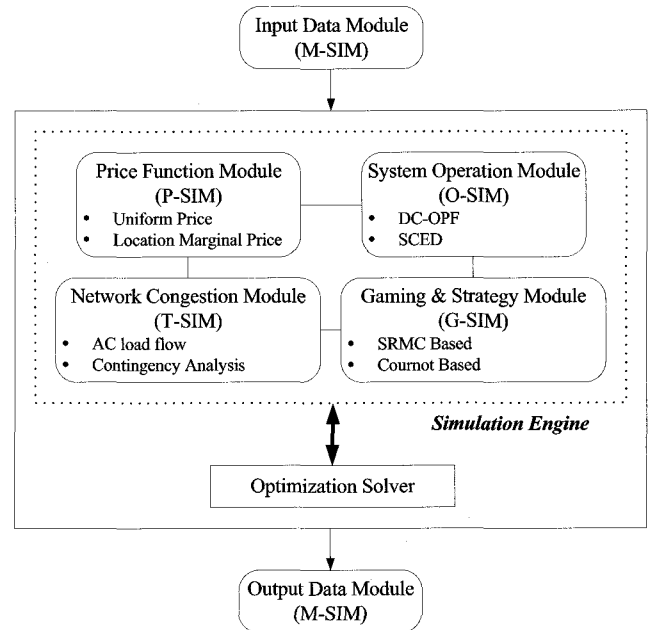 Input Data Module
(M-SIM)
Price Function Module
(P-SIM)
• Uniform Price
• Location Marginal Price
System Operation Module
(O-SIM)
• DC-OPF
• SCED
Network Congestion Module
(T-SIM)
• AC load flow
• Contingency Analysis
Gaming & Strategy Module
(G-SIM)
• SRMC Based
• Cournot Based
Simulation Engine
Optimization Solver
Output Data Module
(M-SIM)